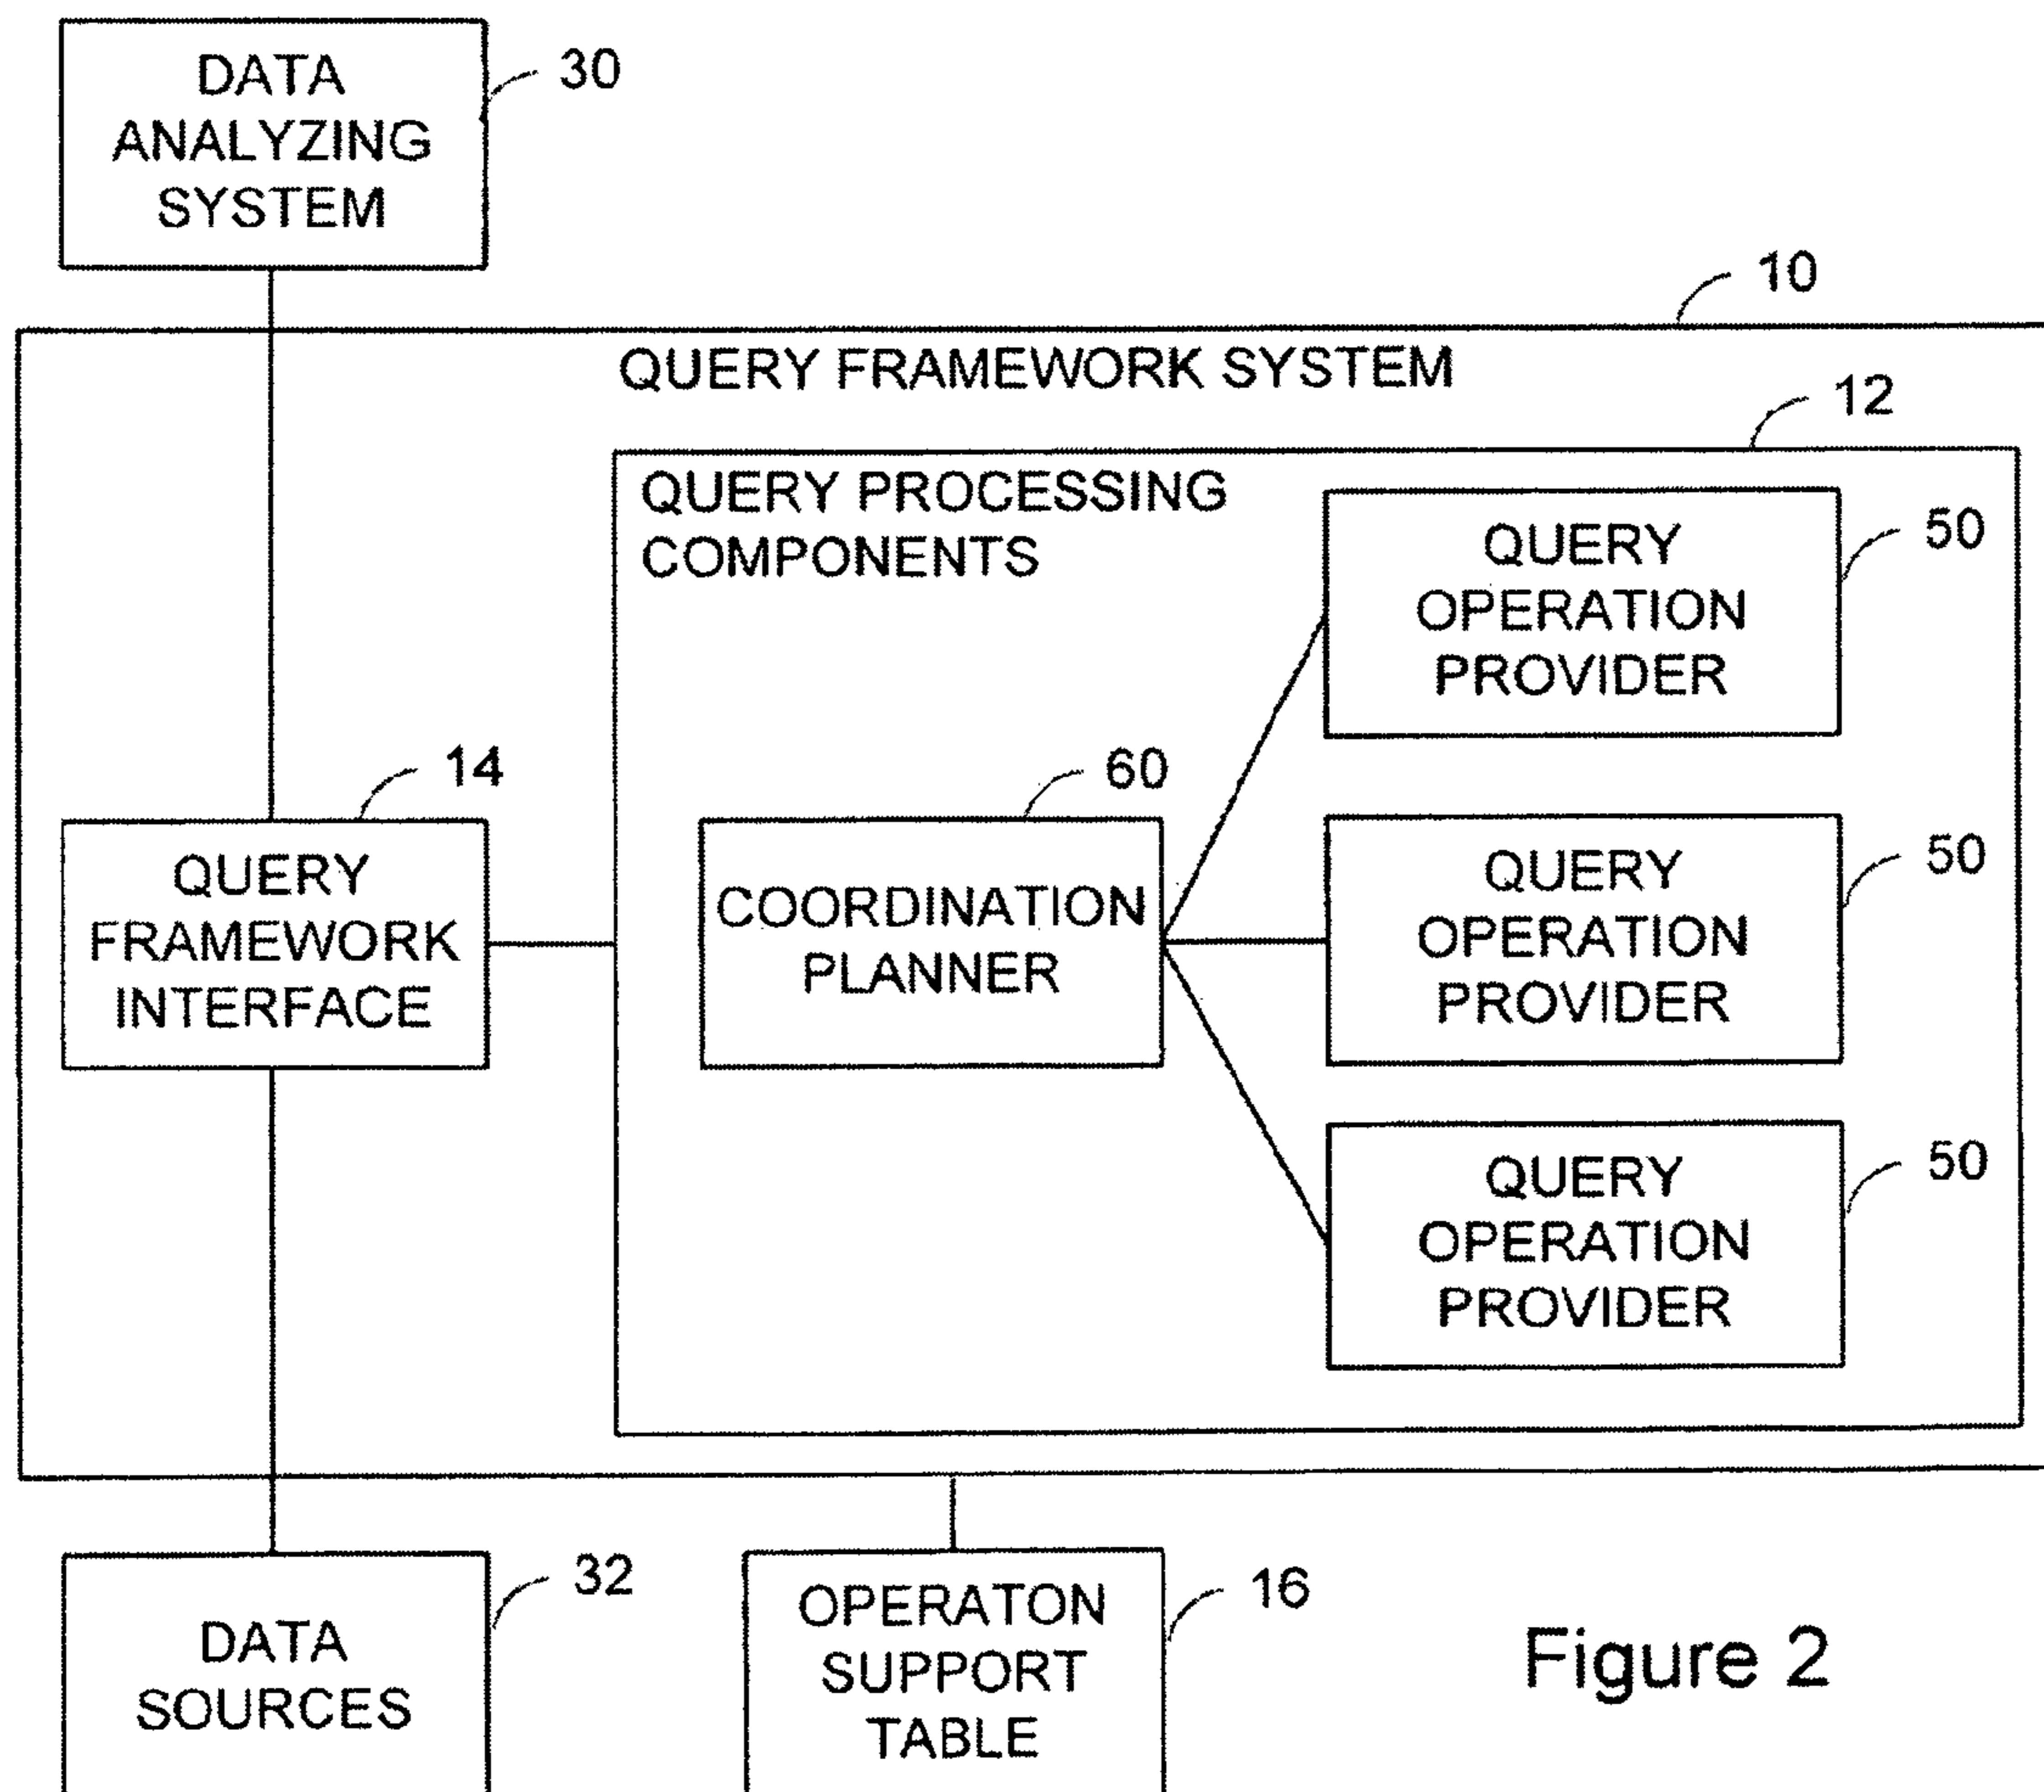 DATA
ANALYZING
SYSTEM
30
10
QUERY FRAMEWORK SYSTEM
12
QUERY PROCESSING
COMPONENTS
QUERY
OPERATION
PROVIDER
50
14
QUERY
FRAMEWORK
INTERFACE
60
COORDINATION
PLANNER
QUERY
OPERATION
PROVIDER
50
QUERY
OPERATION
PROVIDER
50
DATA
SOURCES
32
OPERATON
SUPPORT
TABLE
16
Figure 2